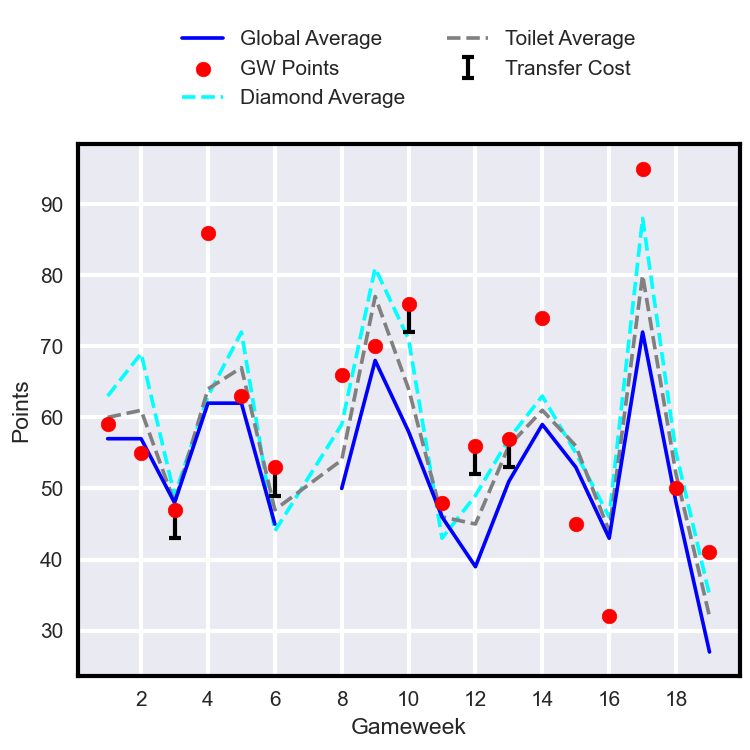 Global Average
GW Points
Diamond Average
Toilet Average
Transfer Cost
90
80
70
60
50
40
30
Points
2 4 6 8 10 12 14 16 18
Gameweek